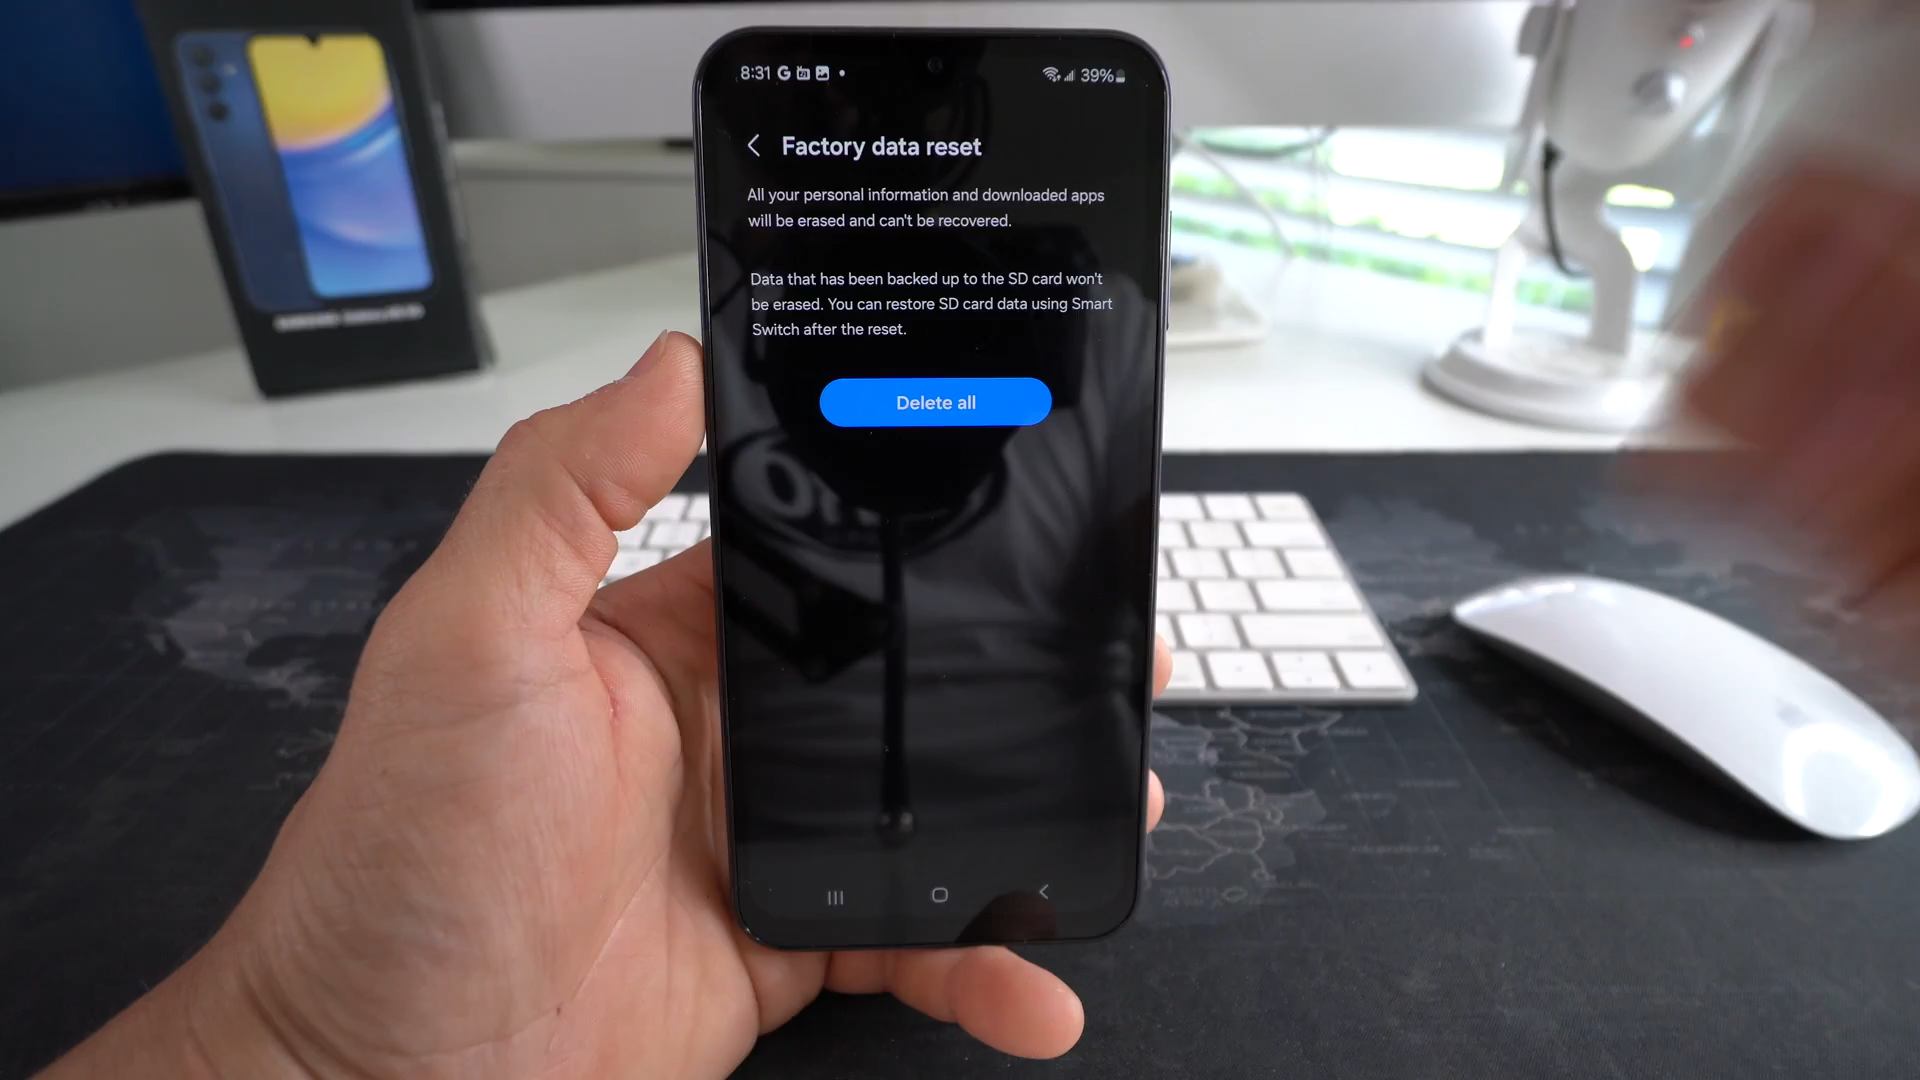 8:31
39%
Factory data reset
All your personal information and downloaded apps
will be erased and can't be recovered.
Data that has been backed up to the SD card won't
be erased. You can restore SD card data using Smart
Switch after the reset.
Delete all